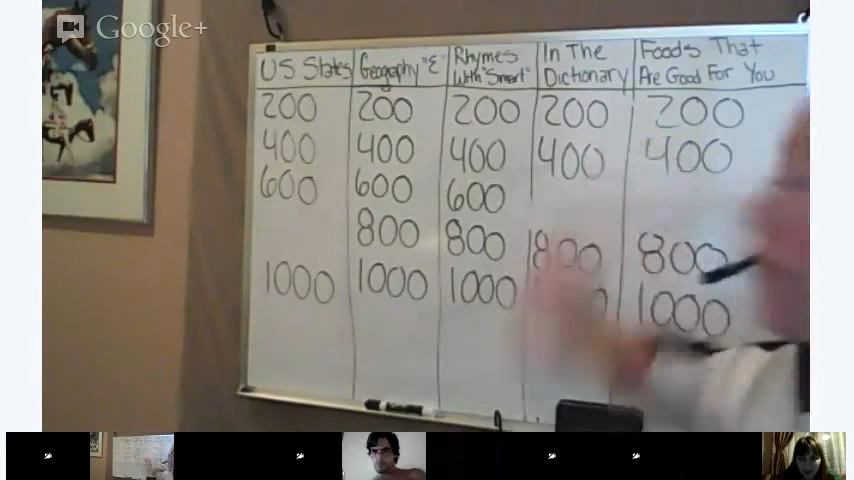 Google+
US States
Geography "E"
Rhymes
With "Smart"
In The
Dictionary
Foods That
Are Good For You
200 200 200 200 200
400 400 400 400 400
600 600 600
800 800 800 800
1000 1000 1000 1000